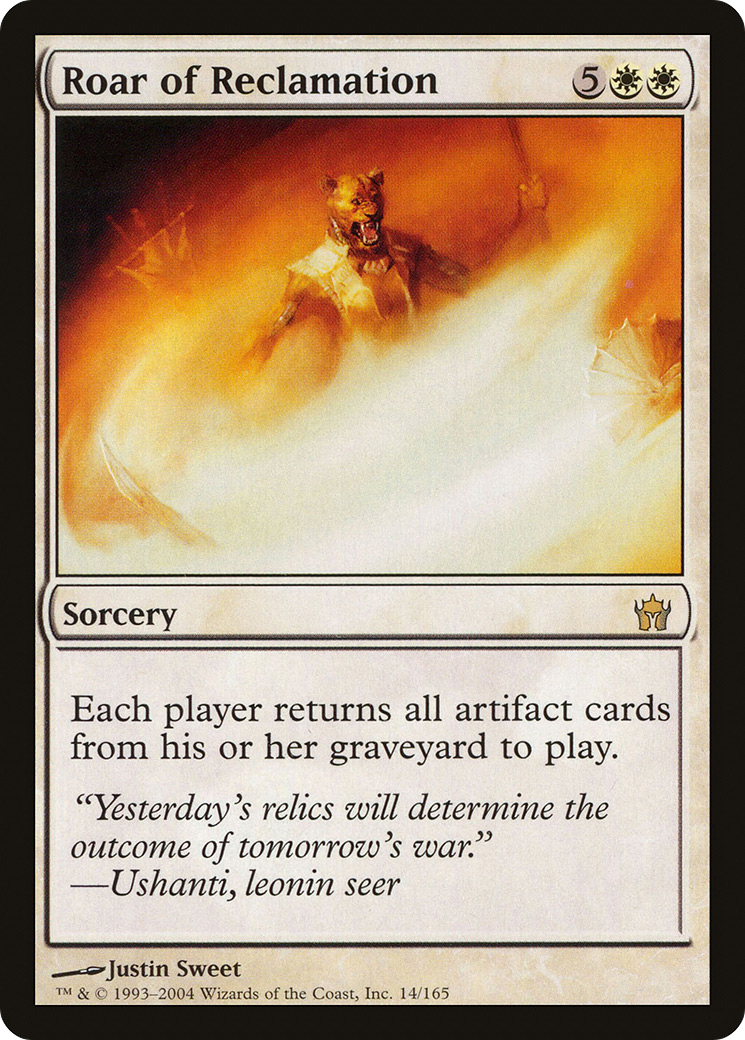 Roar of Reclamation 5
Sorcery
Each player returns all artifact cards
from his or her graveyard to play.
“Yesterday’s relics will determine the
outcome of tomorrow’s war.”
—Ushanti, leonin seer
Justin Sweet
™ & © 1993–2004 Wizards of the Coast, Inc. 14/165